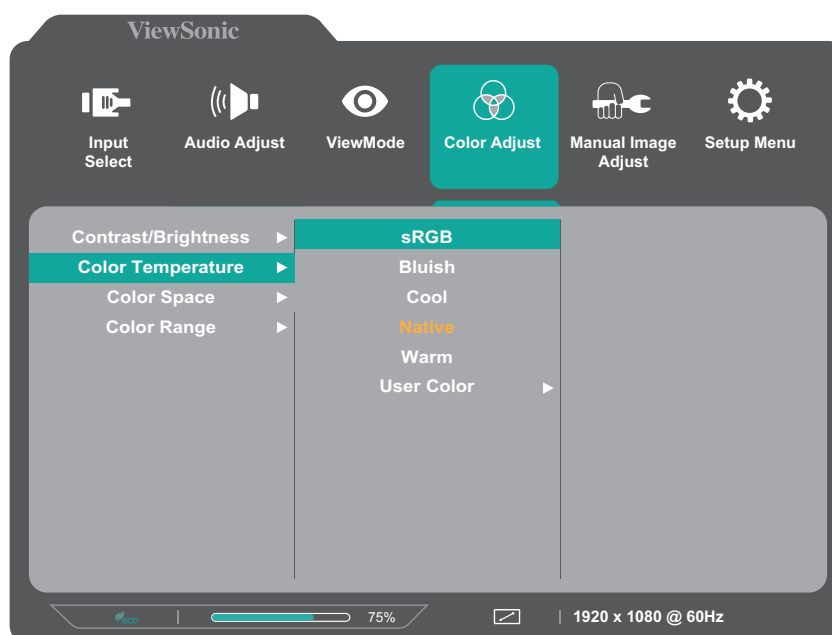 ViewSonic
Input Select
Audio Adjust
ViewMode
Color Adjust
Manual Image Adjust
Setup Menu
Contrast/Brightness
Color Temperature
Color Space
Color Range
sRGB
Bluish
Cool
Native
Warm
User Color
eco
75%
1920 x 1080 @ 60Hz